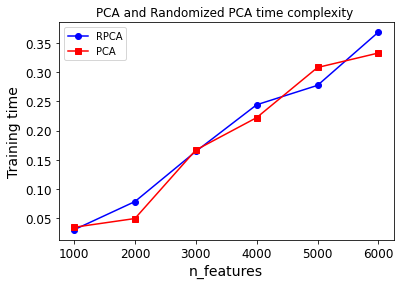 PCA and Randomized PCA time complexity
RPCA
PCA
Training time
0.35
0.30
0.25
0.20
0.15
0.10
0.05
1000 2000 3000 4000 5000 6000
n_features